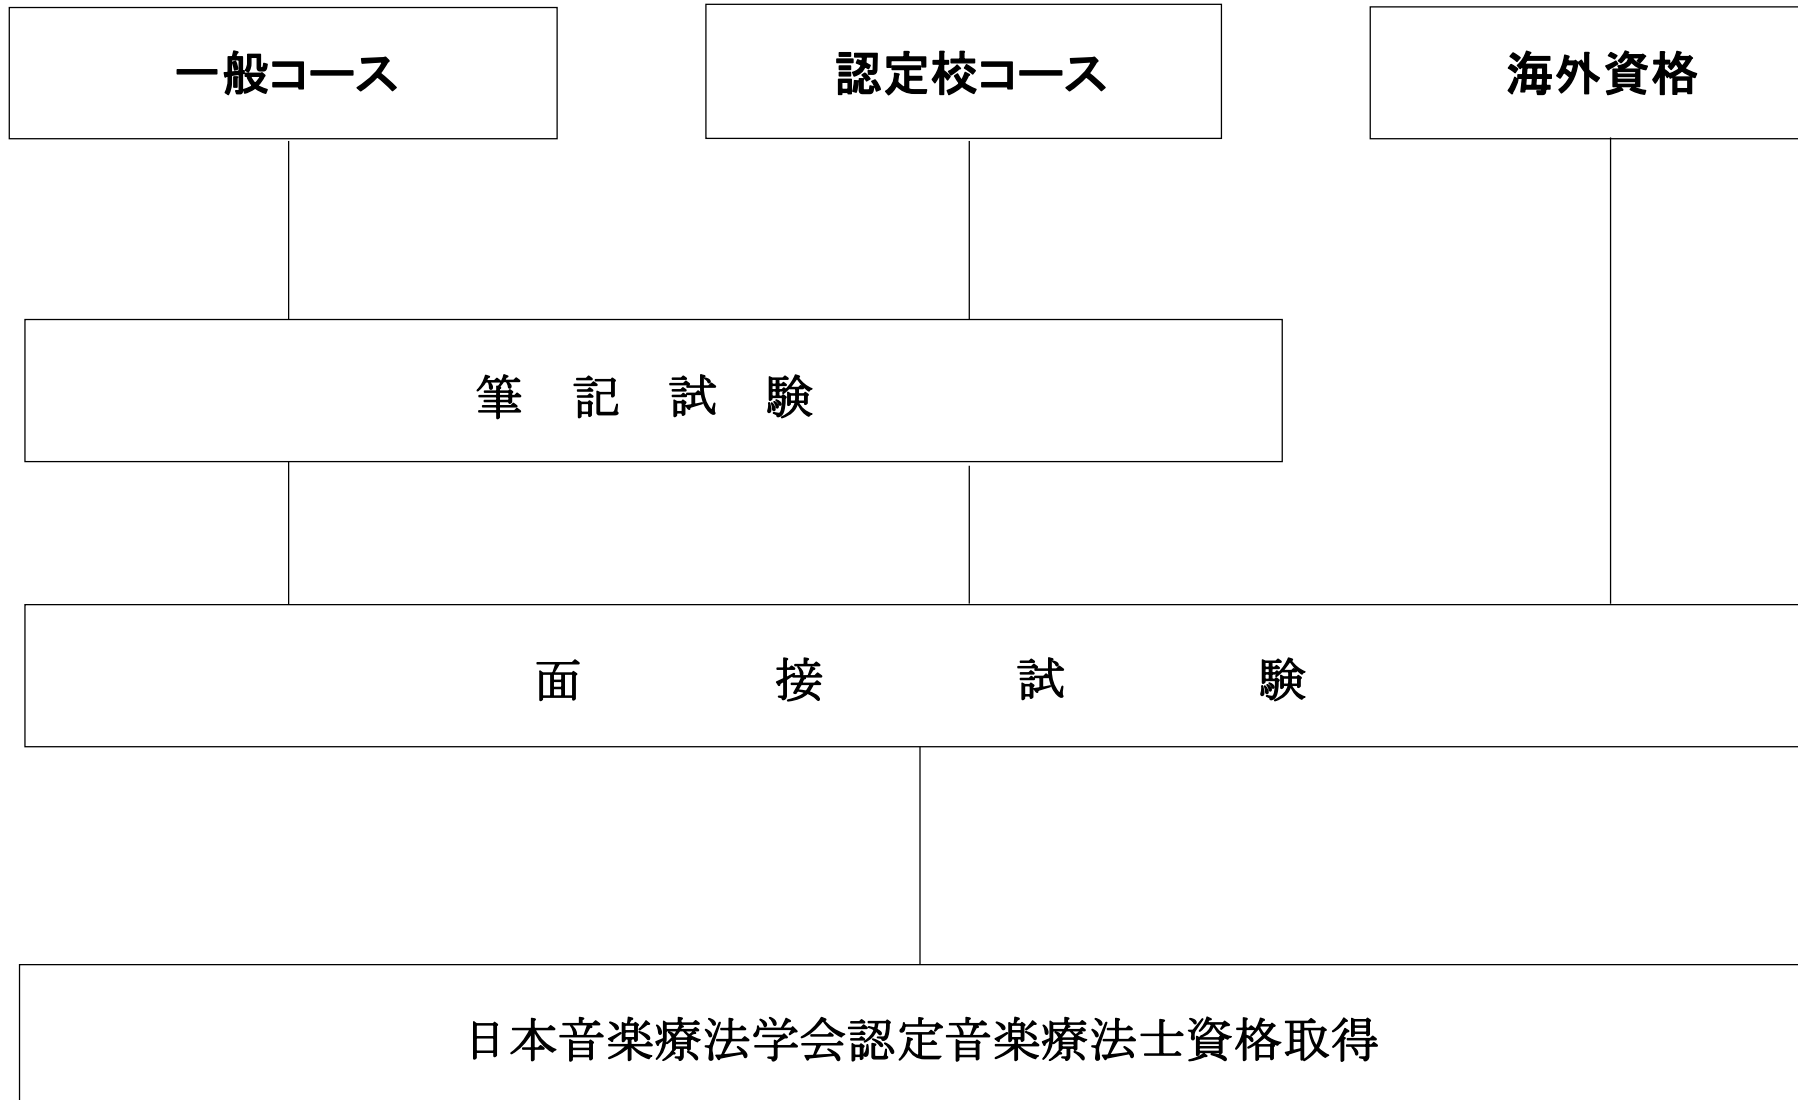 一般コース
認定校コース
海外資格
筆 記 試 験
面 接 試 験
日本音楽療法学会認定音楽療法士資格取得